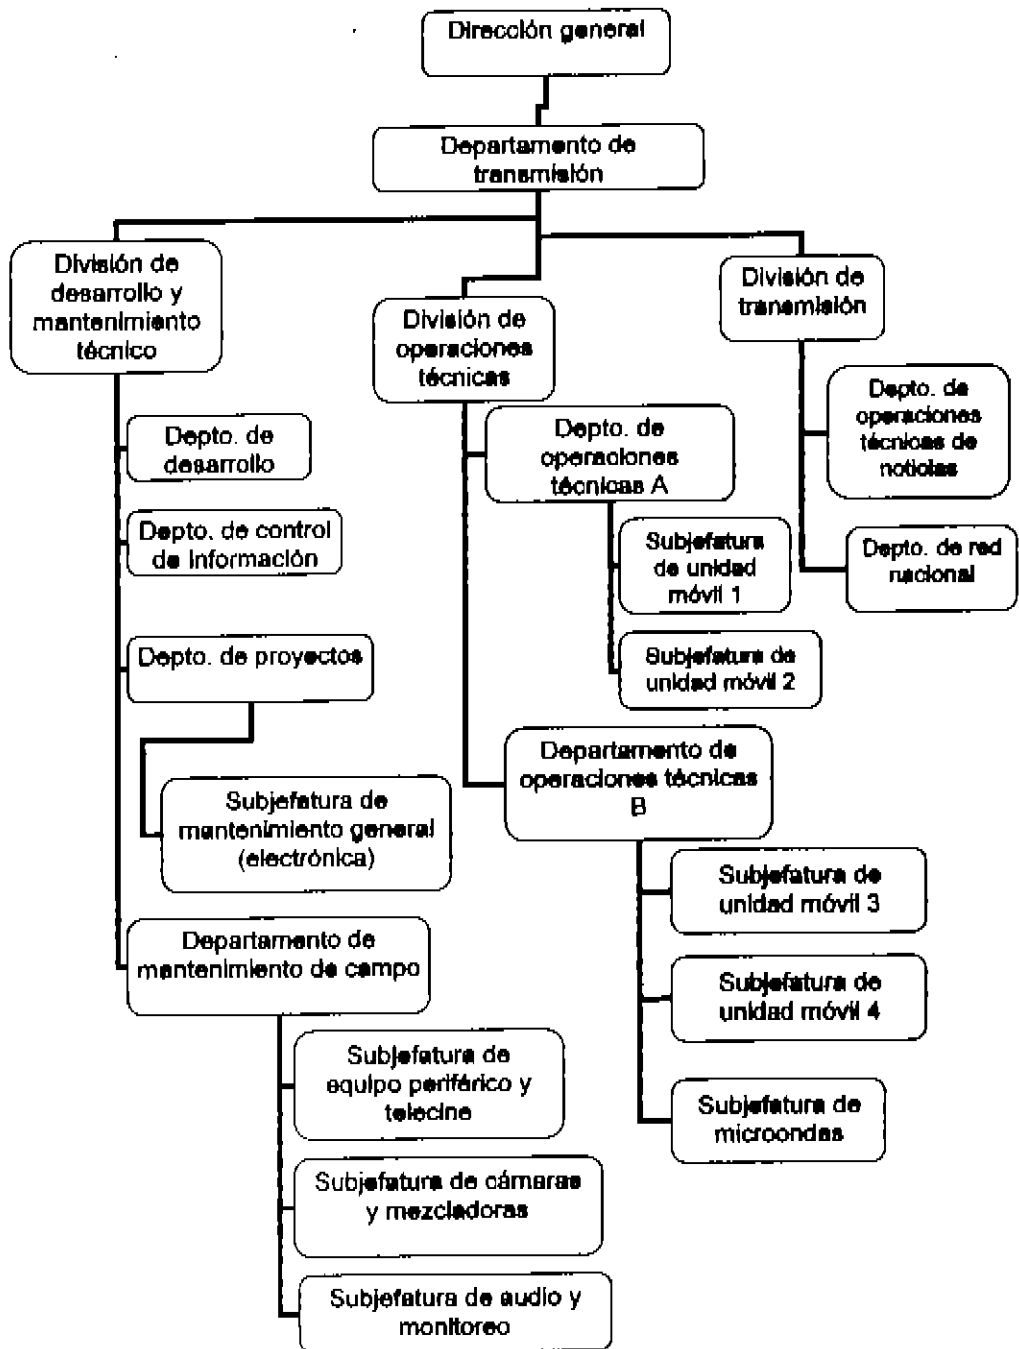 Dirección general
Departamento de
transmisión
División de
desarrollo y
mantenimiento
técnico
División de
operaciones
técnicas
División de
transmisión
Depto. de
desarrollo
Depto. de control
de Información
Depto. de proyectos
Subjefatura de
mantenimiento general
(electrónica)
Departamento de
mantenimiento de campo
Subjefatura de
equipo periférico y
telecine
Subjefatura de cámaras
y mezcladoras
Subjefatura de audio y
monitoreo
Depto. de
operaciones
técnicas A
Subjefatura
de unidad
móvil 1
Subjefatura de
unidad móvil 2
Departamento de
operaciones técnicas
B
Subjefatura de
unidad móvil 3
Subjefatura de
unidad móvil 4
Subjefatura de
microondas
Depto. de
operaciones
técnicas de
noticias
Depto. de red
nacional